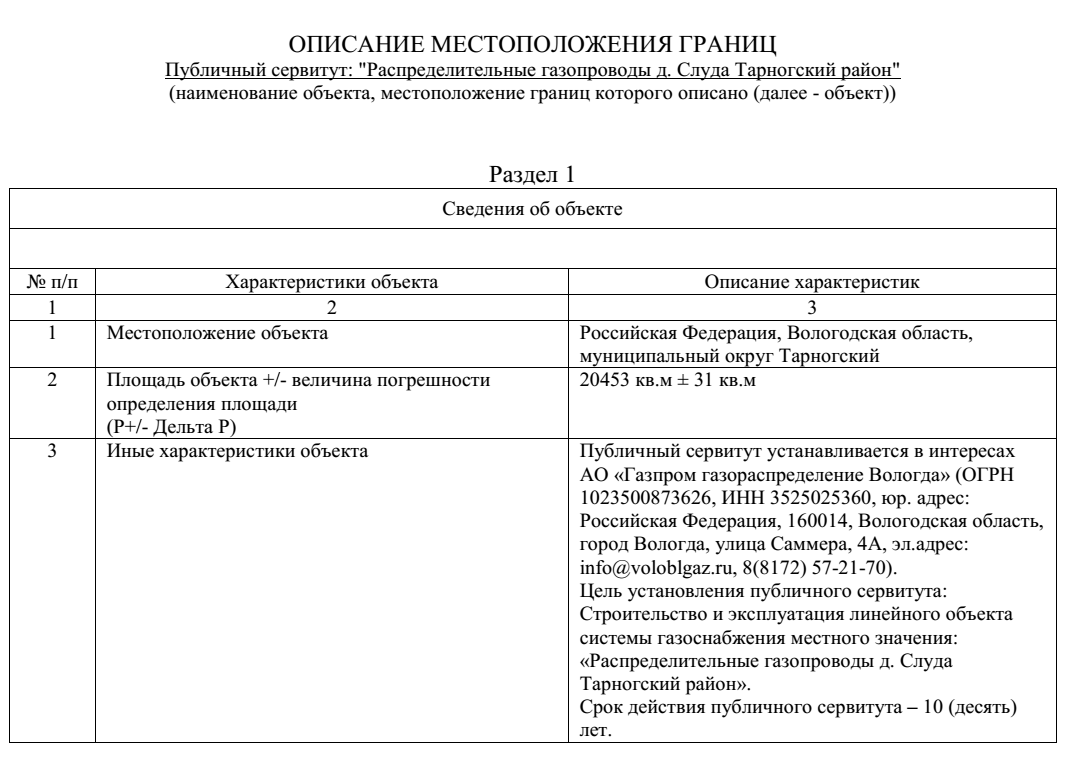 ОПИСАНИЕ МЕСТОПОЛОЖЕНИЯ ГРАНИЦ
Публичный сервитут: "Распределительные газопроводы д. Слуда Тарногский район"
(наименование объекта, местоположение границ которого описано (далее - объект))
Раздел 1
Сведения об объекте
№ п/п Характеристики объекта Описание характеристик
1 2 3
1 Местоположение объекта Российская Федерация, Вологодская область,
муниципальный округ Тарногский
2 Площадь объекта +/- величина погрешности 20453 кв.м ± 31 кв.м
определения площади
(P+/- Дельта P)
3 Иные характеристики объекта Публичный сервитут устанавливается в интересах
АО «Газпром газораспределение Вологда» (ОГРН
1023500873626, ИНН 3525025360, юр. адрес:
Российская Федерация, 160014, Вологодская область,
город Вологда, улица Саммера, 4А, эл.адрес:
info@voloblgaz.ru, 8(8172) 57-21-70).
Цель установления публичного сервитута:
Строительство и эксплуатация линейного объекта
системы газоснабжения местного значения:
«Распределительные газопроводы д. Слуда
Тарногский район».
Срок действия публичного сервитута – 10 (десять)
лет.